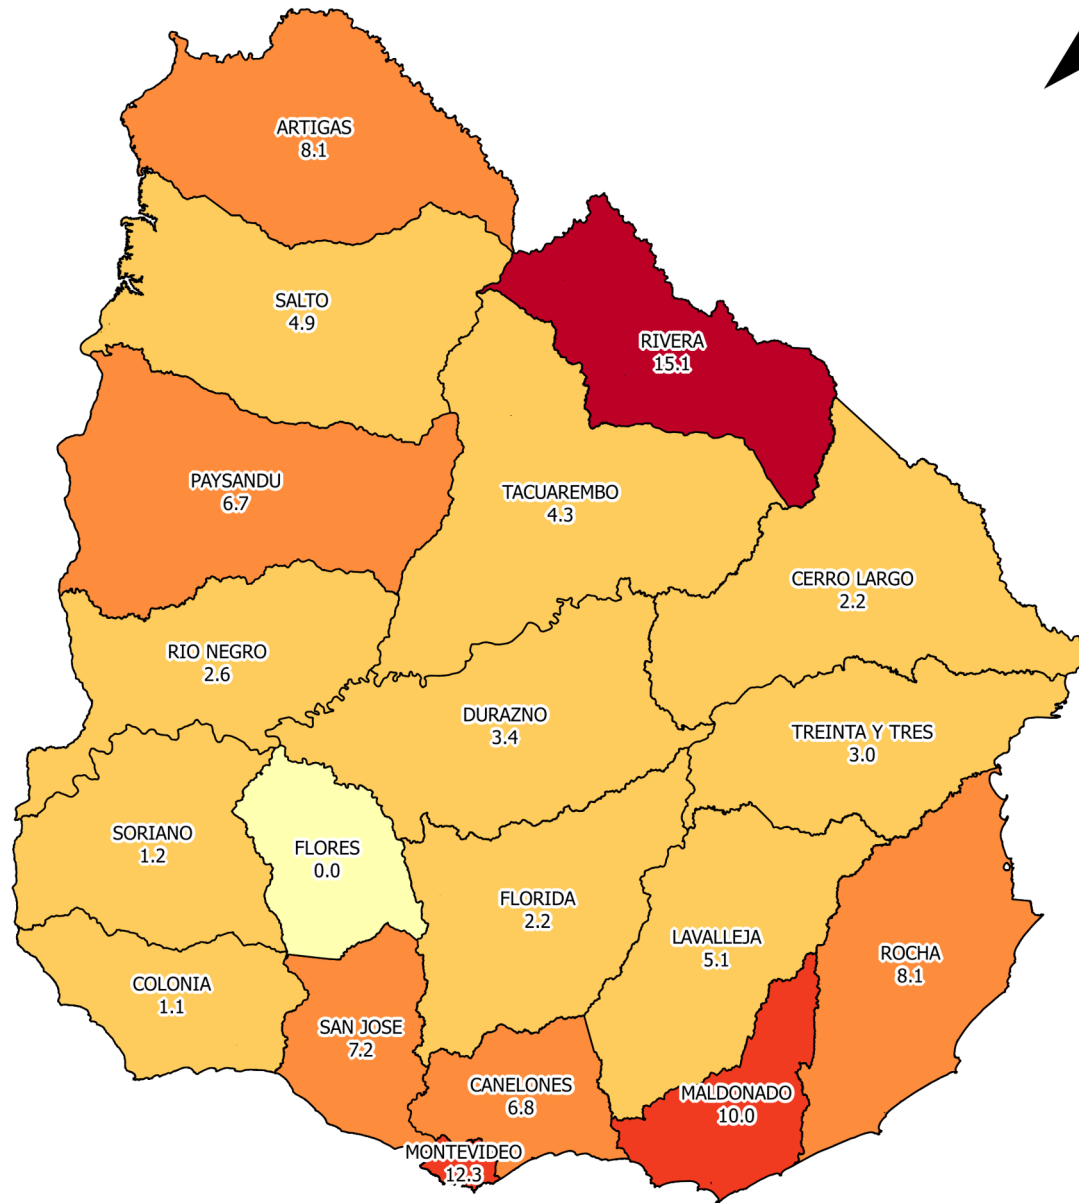 ARTIGAS
8.1
SALTO
4.9
RIVERA
15.1
PAYSANDU
6.7
TACUAREMBO
4.3
CERRO LARGO
2.2
RIO NEGRO
2.6
DURAZNO
3.4
TREINTA Y TRES
3.0
SORIANO
1.2
FLORES
0.0
FLORIDA
2.2
LAVALLEJA
5.1
ROCHA
8.1
COLONIA
1.1
SAN JOSE
7.2
CANELONES
6.8
MALDONADO
10.0
MONTEVIDEO
12.3